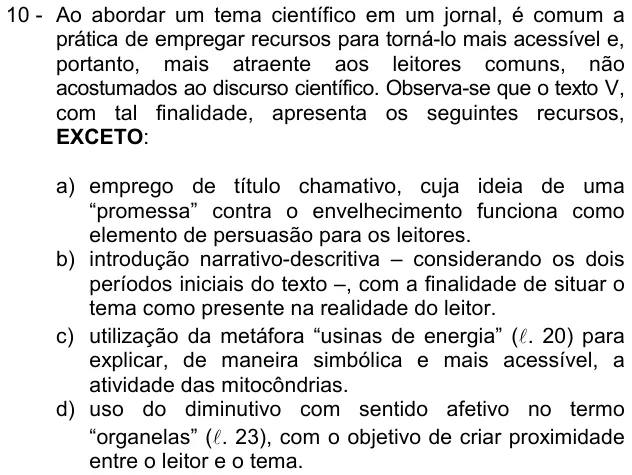 10 - Ao abordar um tema científico em um jornal, é comum a
prática de empregar recursos para torná-lo mais acessível e,
portanto, mais atraente aos leitores comuns, não
acostumados ao discurso científico. Observa-se que o texto V,
com tal finalidade, apresenta os seguintes recursos,
EXCETO:
a) emprego de título chamativo, cuja ideia de uma
“promessa” contra o envelhecimento funciona como
elemento de persuasão para os leitores.
b) introdução narrativo-descritiva – considerando os dois
períodos iniciais do texto –, com a finalidade de situar o
tema como presente na realidade do leitor.
c) utilização da metáfora “usinas de energia” (ℓ. 20) para
explicar, de maneira simbólica e mais acessível, a
atividade das mitocôndrias.
d) uso do diminutivo com sentido afetivo no termo
“organelas” (ℓ. 23), com o objetivo de criar proximidade
entre o leitor e o tema.